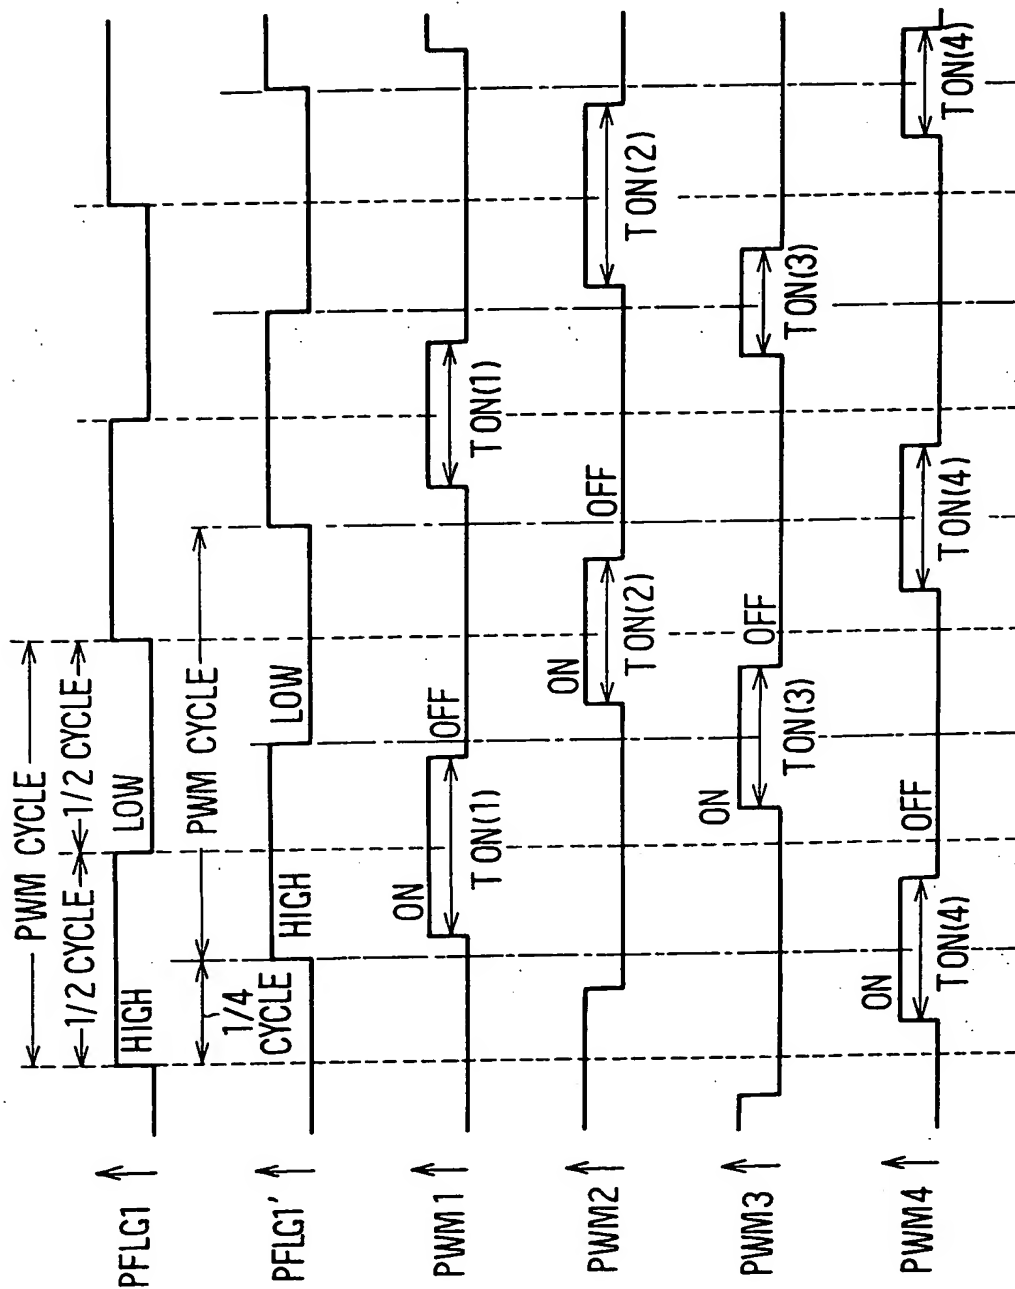 PWM CYCLE
1/2 CYCLE 1/2 CYCLE
PFLG1 HIGH LOW
PWM CYCLE
1/4
CYCLE
PFLG1' HIGH LOW
PWM1 ON OFF
TON(1) TON(1)
PWM2 ON OFF
TON(2) TON(2)
PWM3 ON OFF
TON(3) TON(3)
PWM4 ON OFF
TON(4) TON(4) TON(4)